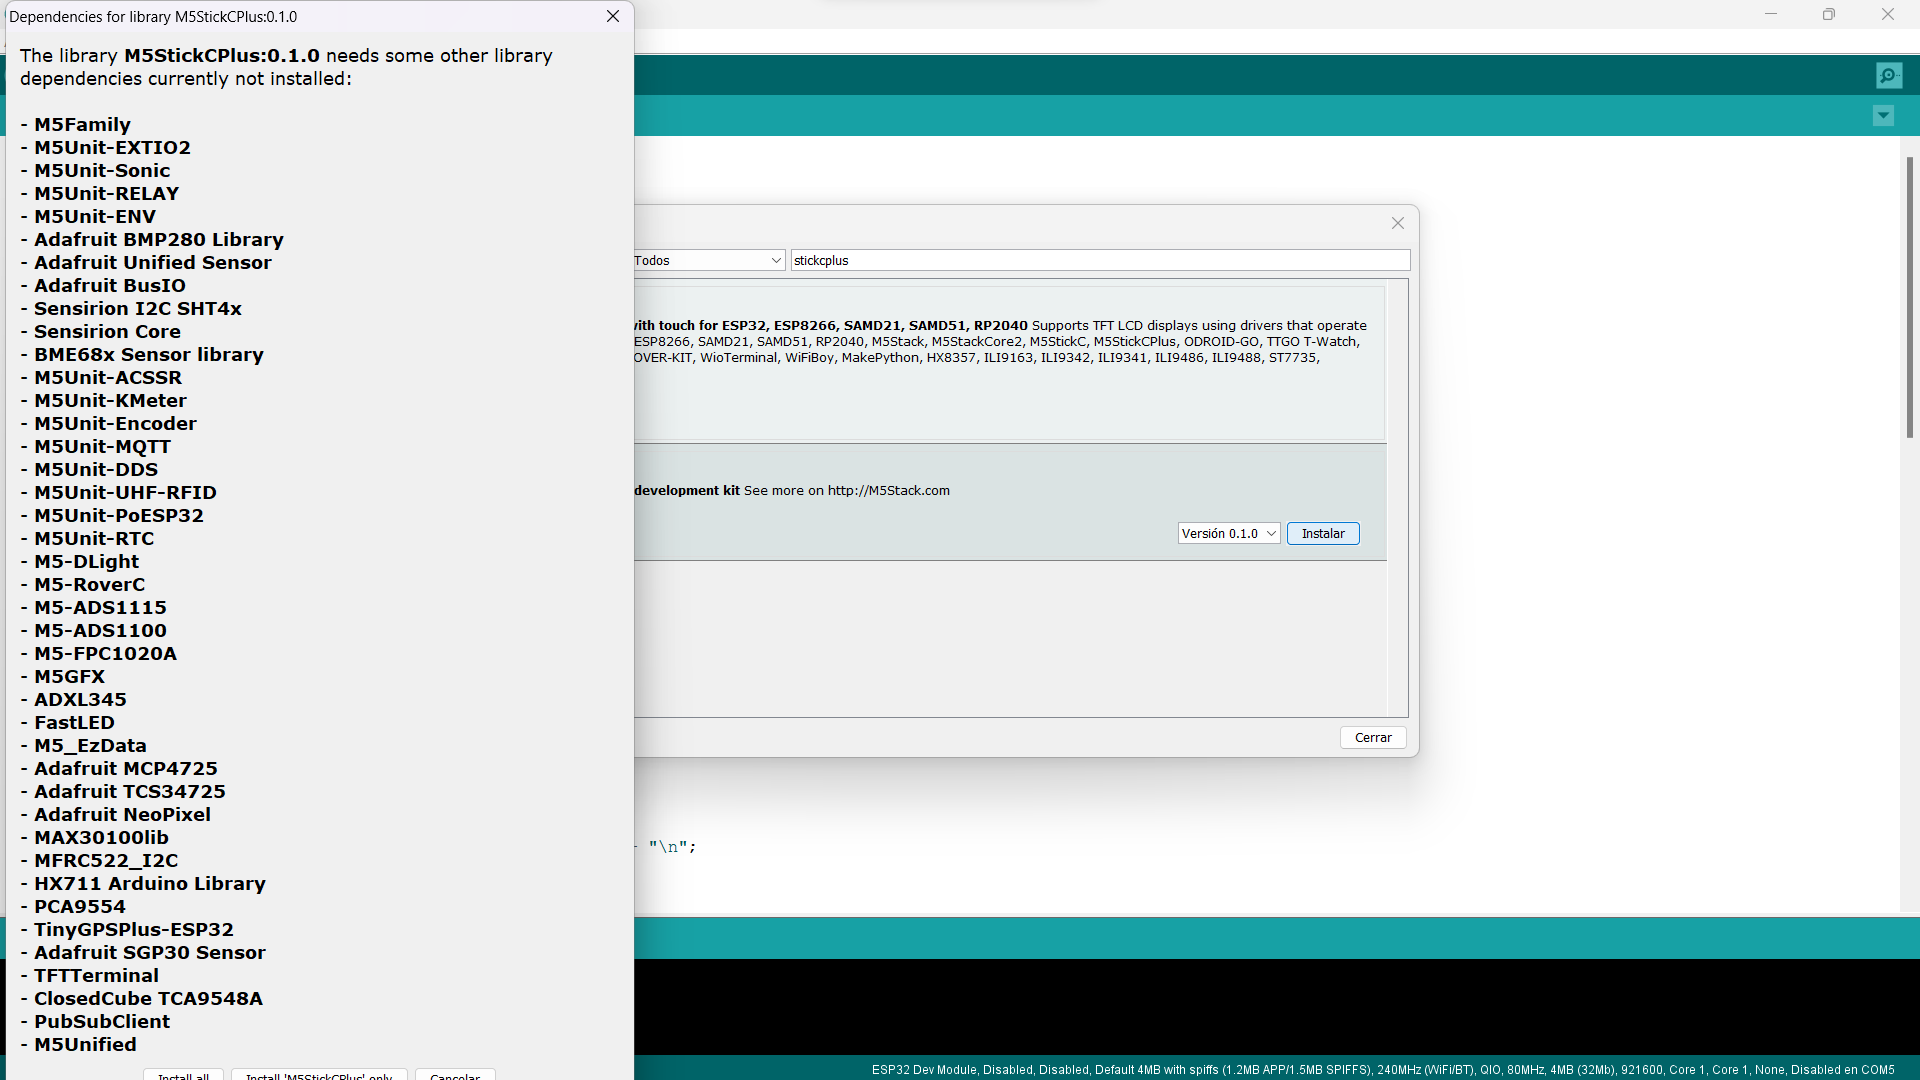 Dependencies for library M5StickCPlus:0.1.0
The library M5StickCPlus:0.1.0 needs some other library
dependencies currently not installed:
- M5Family
- M5Unit-EXTIO2
- M5Unit-Sonic
- M5Unit-RELAY
- M5Unit-ENV
- Adafruit BMP280 Library
- Adafruit Unified Sensor
- Adafruit BusIO
- Sensirion I2C SHT4x
- Sensirion Core
- BME68x Sensor library
- M5Unit-ACSSR
- M5Unit-KMeter
- M5Unit-Encoder
- M5Unit-MQTT
- M5Unit-DDS
- M5Unit-UHF-RFID
- M5Unit-PoESP32
- M5Unit-RTC
- M5-DLight
- M5-RoverC
- M5-ADS1115
- M5-ADS1100
- M5-FPC1020A
- M5GFX
- ADXL345
- FastLED
- M5_EzData
- Adafruit MCP4725
- Adafruit TCS34725
- Adafruit NeoPixel
- MAX30100lib
- MFRC522_I2C
- HX711 Arduino Library
- PCA9554
- TinyGPSPlus-ESP32
- Adafruit SGP30 Sensor
- TFTTerminal
- ClosedCube TCA9548A
- PubSubClient
- M5Unified
Install all Install 'M5StickCPlus' only Cancelar
Todos stickcplus
with touch for ESP32, ESP8266, SAMD21, SAMD51, RP2040 Supports TFT LCD displays using drivers that operate
ESP8266, SAMD21, SAMD51, RP2040, M5Stack, M5StackCore2, M5StickC, M5StickCPlus, ODROID-GO, TTGO T-Watch,
OVER-KIT, WioTerminal, WiFiBoy, MakePython, HX8357, ILI9163, ILI9342, ILI9341, ILI9486, ILI9488, ST7735,
development kit See more on http://M5Stack.com
Versión 0.1.0 Instalar
Cerrar
"\n";
ESP32 Dev Module, Disabled, Disabled, Default 4MB with spiffs (1.2MB APP/1.5MB SPIFFS), 240MHz (WiFi/BT), QIO, 80MHz, 4MB (32Mb), 921600, Core 1, Core 1, None, Disabled en COM5